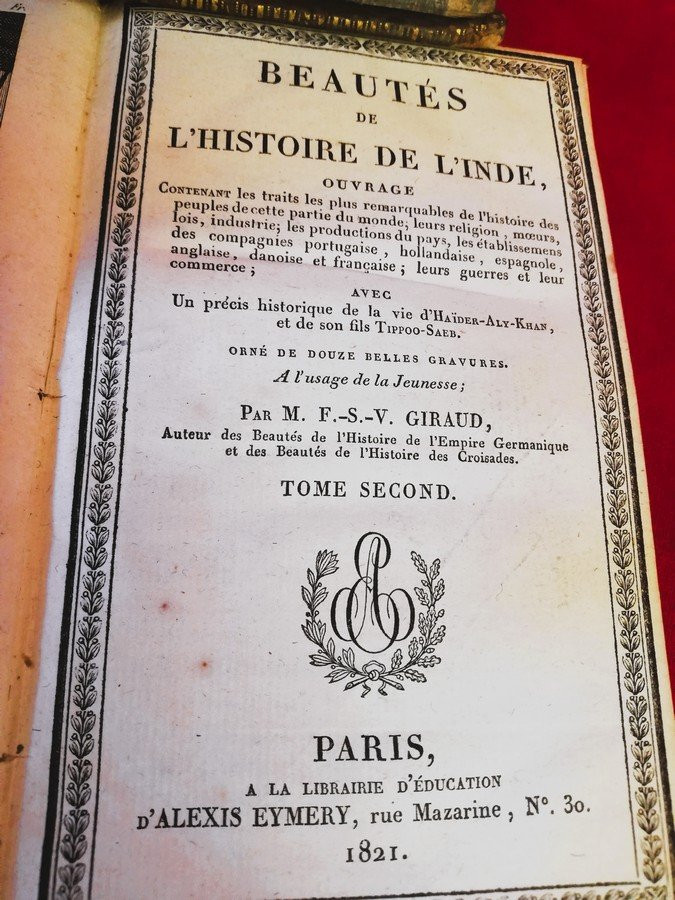 BEAUTÉS
DE
L'HISTOIRE DE L'INDE,
OUVRAGE
CONTENANT les traits les plus remarquables de l'histoire des
peuples de cette partie du monde; leurs religion, mœurs,
lois, industrie; les productions du pays, les établissemens
des compagnies portugaise, hollandaise, espagnole,
anglaise, danoise et française; leurs guerres et leur
commerce;
AVEC
Un précis historique de la vie d'HAÏDER-ALY-KHAN,
et de son fils TIPPOO-SAEB.
ORNÉ DE DOUZE BELLES GRAVURES.
A l'usage de la Jeunesse;
PAR M. F.-S.-V. GIRAUD,
Auteur des Beautés de l'Histoire de l'Empire Germanique
et des Beautés de l'Histoire des Croisades.
TOME SECOND.
AE
PARIS,
A LA LIBRAIRIE D'ÉDUCATION
D'ALEXIS EYMERY, rue Mazarine, N°. 30.
1821.